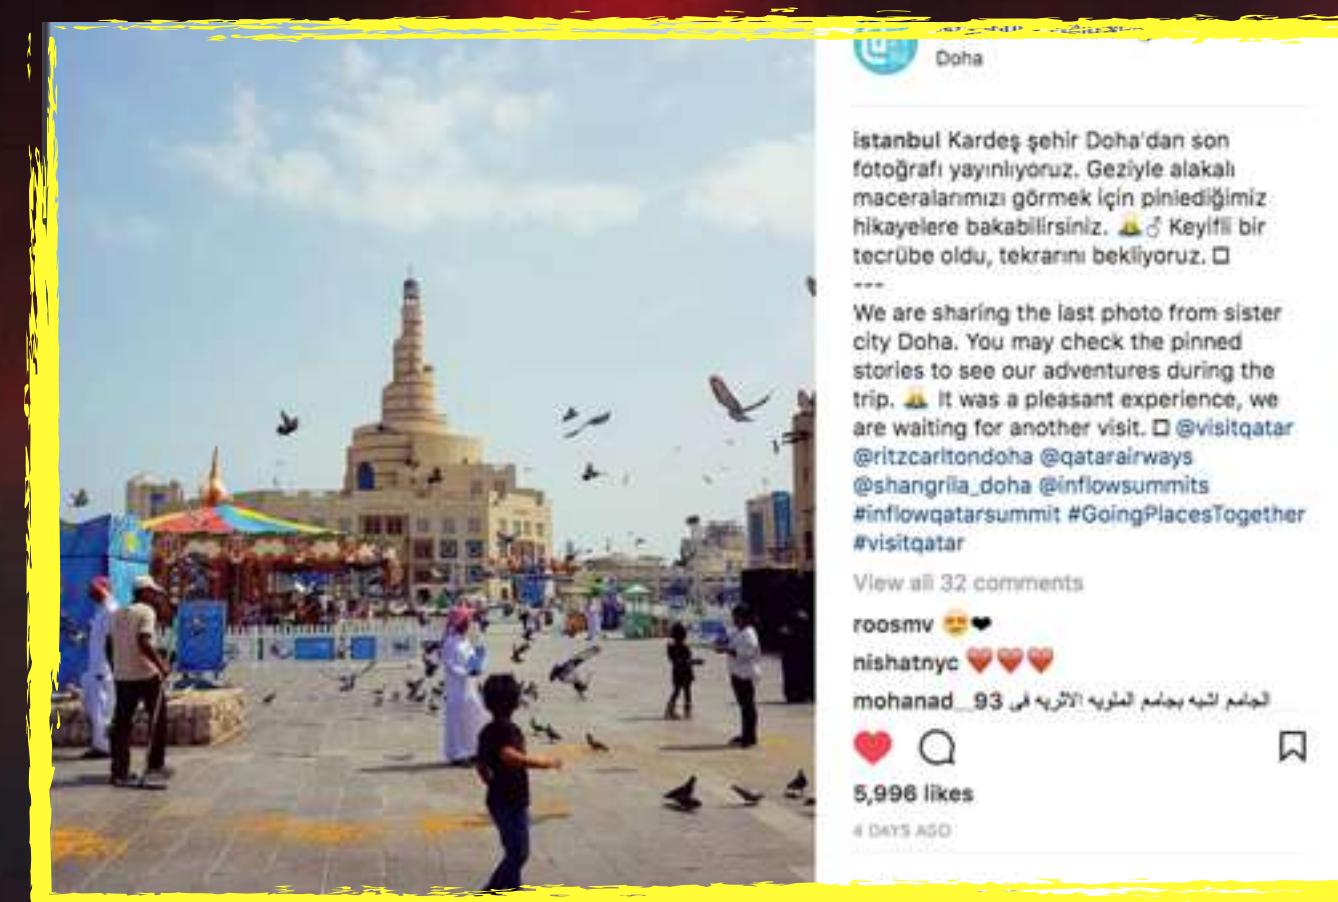 Doha
istanbul Kardeş şehir Doha'dan son
fotoğrafı yayınlıyoruz. Geziyle alakalı
maceralarımızı görmek için pinlediğimiz
hikayelere bakabilirsiniz. Keyifli bir
tecrübe oldu, tekrarını bekliyoruz. □
---
We are sharing the last photo from sister
city Doha. You may check the pinned
stories to see our adventures during the
trip. It was a pleasant experience, we
are waiting for another visit. □ @visitqatar
@ritzcarltondoha @qatarairways
@shangrila_doha @inflowsummits
#inflowqatarsummit #GoingPlacesTogether
#visitqatar
View all 32 comments
roosmv 😍❤
nishatnyc ❤❤❤
mohanad__93 الجامع اشبه بجامع الملويه الاثريه في
5,996 likes
4 DAYS AGO